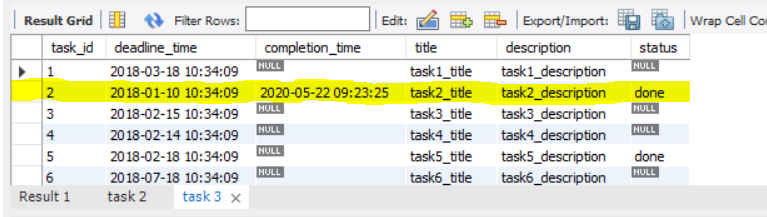 Result Grid Filter Rows: Edit: Export/Import: Wrap Cell Co
task_id deadline_time completion_time title description status
1 2018-03-18 10:34:09 NULL task1_title task1_description NULL
2 2018-01-10 10:34:09 2020-05-22 09:23:25 task2_title task2_description done
3 2018-02-15 10:34:09 NULL task3_title task3_description NULL
4 2018-02-14 10:34:09 NULL task4_title task4_description NULL
5 2018-02-18 10:34:09 NULL task5_title task5_description done
6 2018-07-18 10:34:09 NULL task6_title task6_description NULL
Result 1 task 2 task 3